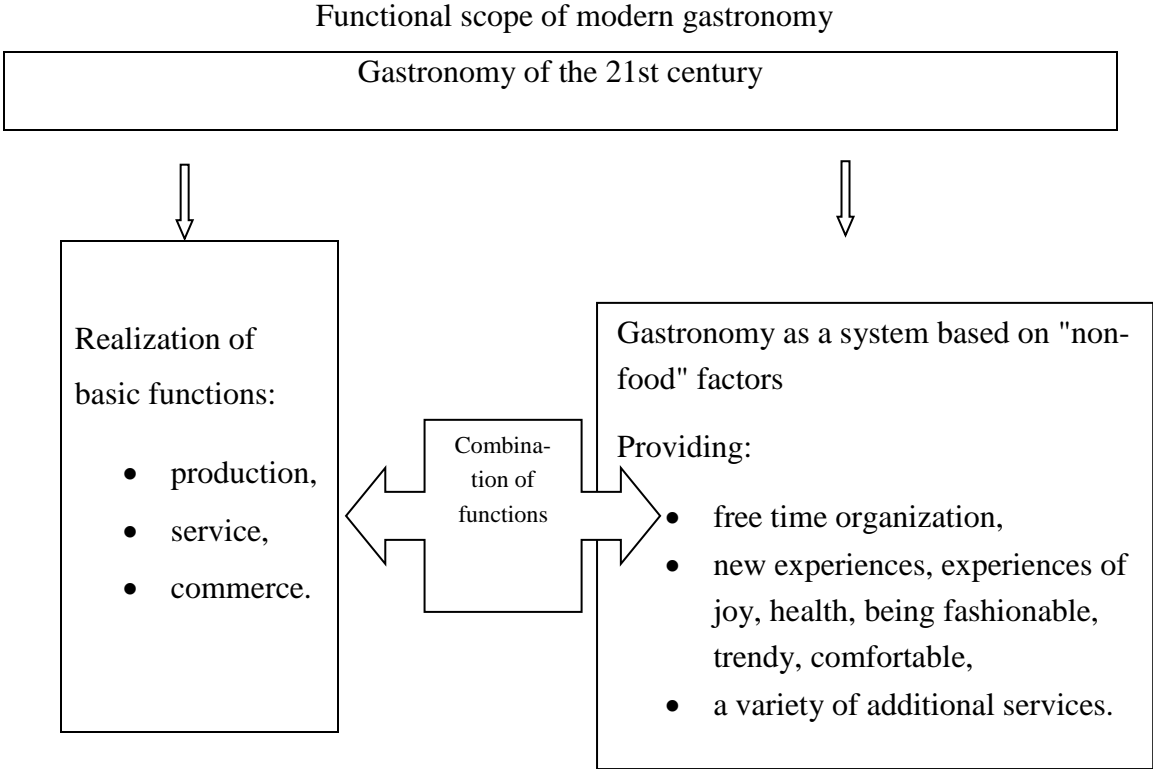 Functional scope of modern gastronomy
Gastronomy of the 21st century
Realization of
basic functions:
• production,
• service,
• commerce.
Combina-
tion of
functions
Gastronomy as a system based on "non-
food" factors
Providing:
• free time organization,
• new experiences, experiences of
joy, health, being fashionable,
trendy, comfortable,
• a variety of additional services.